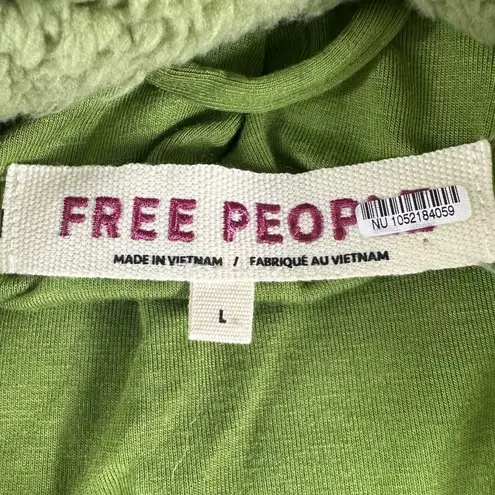 FREE PEOP
NU 1052184059
MADE IN VIETNAM / FABRIQUÉ AU VIETNAM
L